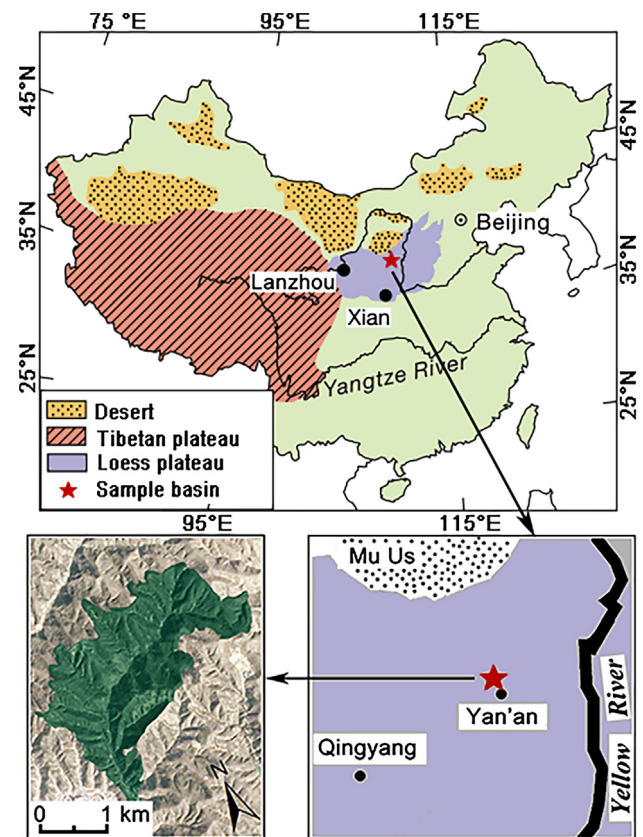 75 °E
95°E
115°E
45°N
45°N
35°N
35°N
25°N
25°N
Beijing
Lanzhou
Xian
Yangtze River
Desert
Tibetan plateau
Loess plateau
Sample basin
95°E
115°E
Mu Us
Yan'an
Qingyang
Yellow River
N
0 1 km